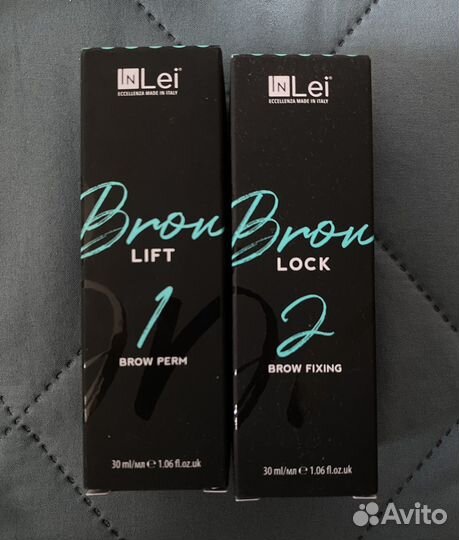 InLei®
ECCELLENZA MADE IN ITALY
Brow
LIFT
1
BROW PERM
30 ml/мл ℮ 1.06 fl.oz.uk
InLei®
ECCELLENZA MADE IN ITALY
Brow
LOCK
2
BROW FIXING
30 ml/мл ℮ 1.06 fl.oz.uk
Avito